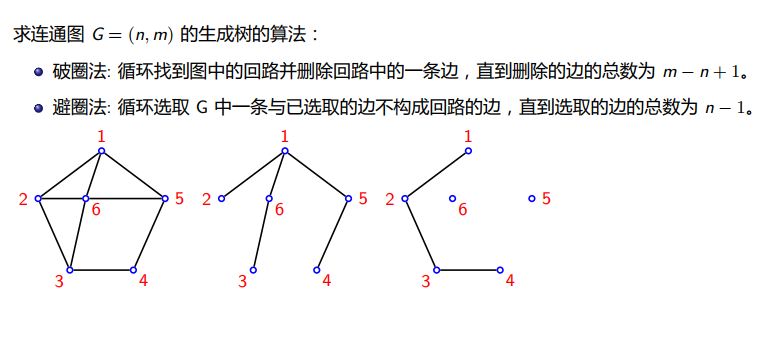 求连通图 G = (n, m) 的生成树的算法：
破圈法: 循环找到图中的回路并删除回路中的一条边，直到删除的边的总数为 m − n + 1。
避圈法: 循环选取 G 中一条与已选取的边不构成回路的边，直到选取的边的总数为 n − 1。
1 1 1
2 5 2 5 2 5
6 6 6
3 4 3 4 3 4